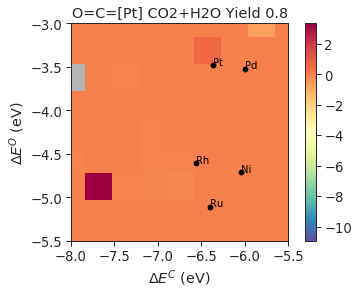 O=C=[Pt] CO2+H2O Yield 0.8
−3.0
−3.5
−4.0
−4.5
−5.0
−5.5
ΔE^O (eV)
Pt
Pd
Rh
Ni
Ru
−8.0 −7.5 −7.0 −6.5 −6.0 −5.5
ΔE^C (eV)
2
0
−2
−4
−6
−8
−10